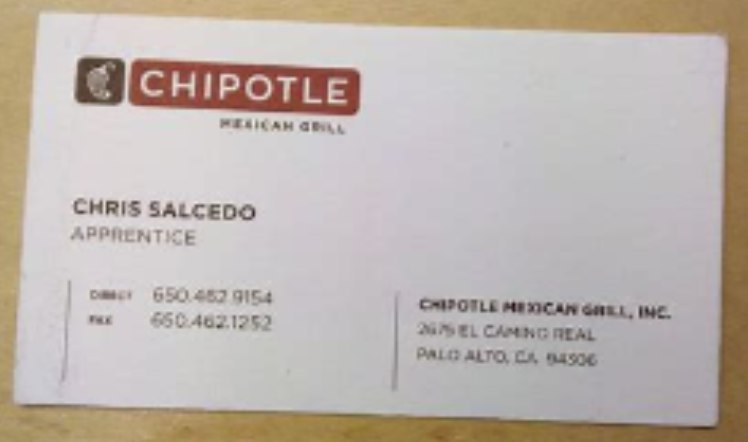 CHIPOTLE
MEXICAN GRILL
CHRIS SALCEDO
APPRENTICE
DIRECT 650.462.9154
FAX 650.462.1252
CHIPOTLE MEXICAN GRILL, INC.
2675 EL CAMINO REAL
PALO ALTO, CA 94306